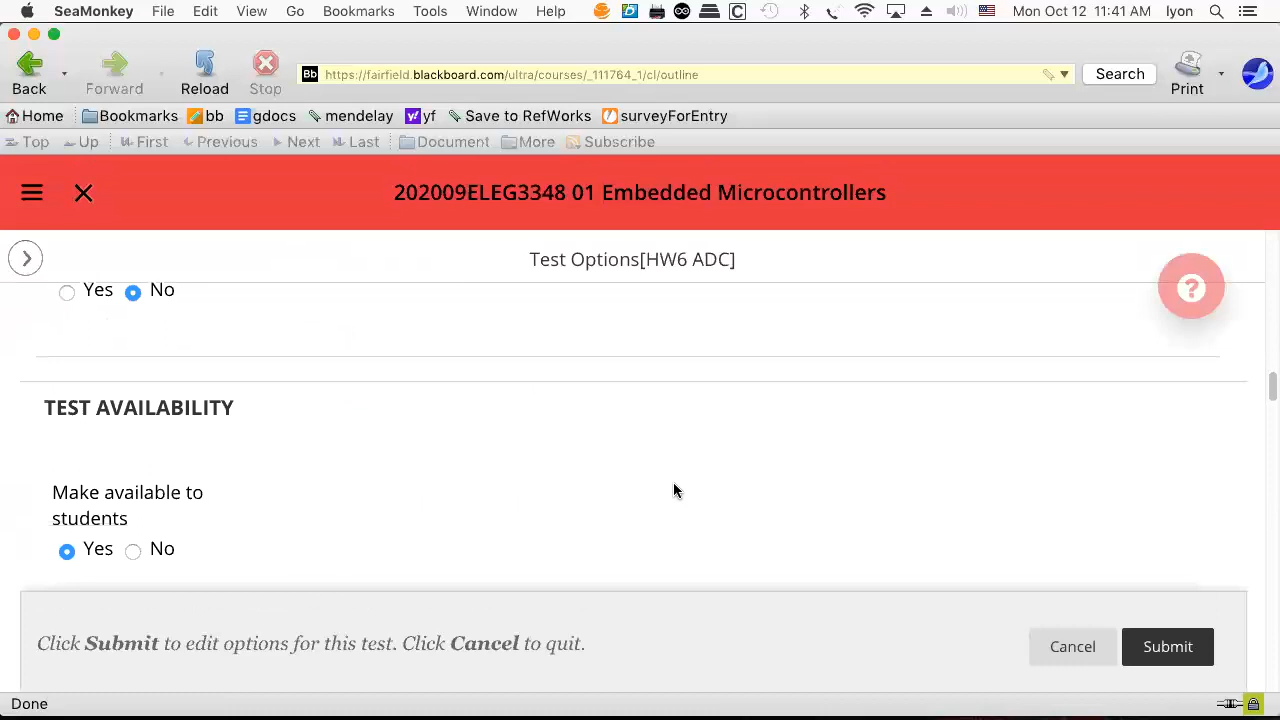 SeaMonkey File Edit View Go Bookmarks Tools Window Help Mon Oct 12 11:41 AM lyon
Back Forward Reload Stop Bb https://fairfield.blackboard.com/ultra/courses/_111764_1/cl/outline Search Print
Home Bookmarks bb gdocs mendelay yf Save to RefWorks surveyForEntry
Top Up First Previous Next Last Document More Subscribe
202009ELEG3348 01 Embedded Microcontrollers
Test Options[HW6 ADC]
Yes No
TEST AVAILABILITY
Make available to
students
Yes No
Click Submit to edit options for this test. Click Cancel to quit.
Cancel Submit
Done